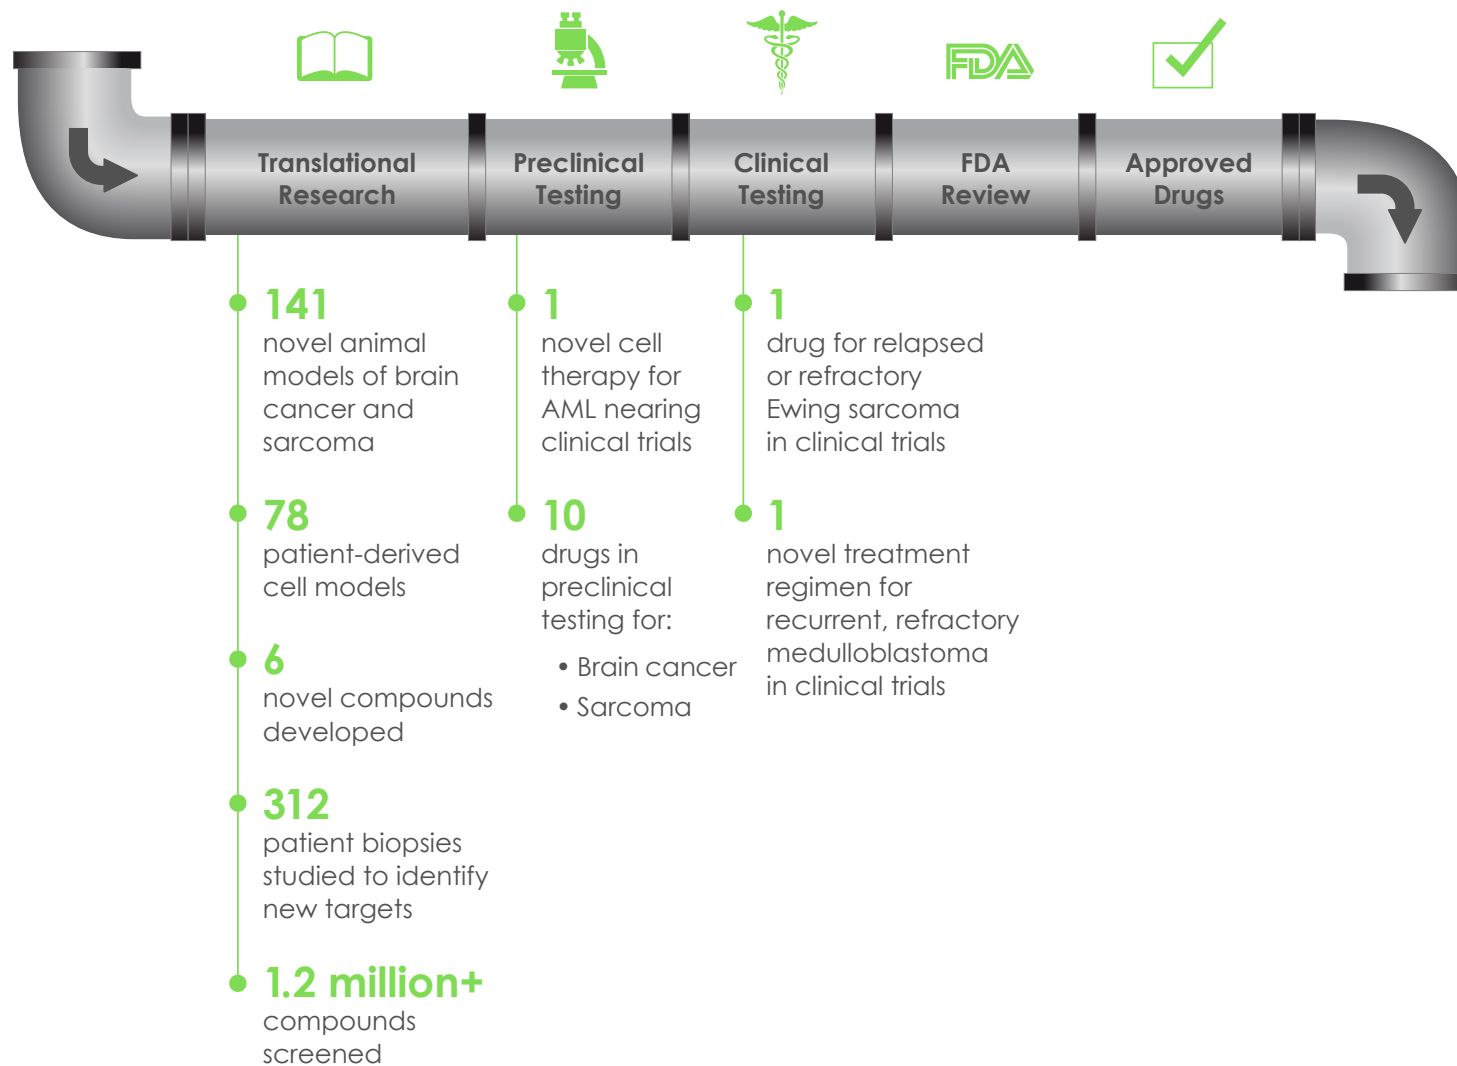 FDA
Translational
Research
Preclinical
Testing
Clinical
Testing
FDA
Review
Approved
Drugs
141
novel animal
models of brain
cancer and
sarcoma
78
patient-derived
cell models
6
novel compounds
developed
312
patient biopsies
studied to identify
new targets
1.2 million+
compounds
screened
1
novel cell
therapy for
AML nearing
clinical trials
10
drugs in
preclinical
testing for:
• Brain cancer
• Sarcoma
1
drug for relapsed
or refractory
Ewing sarcoma
in clinical trials
1
novel treatment
regimen for
recurrent, refractory
medulloblastoma
in clinical trials